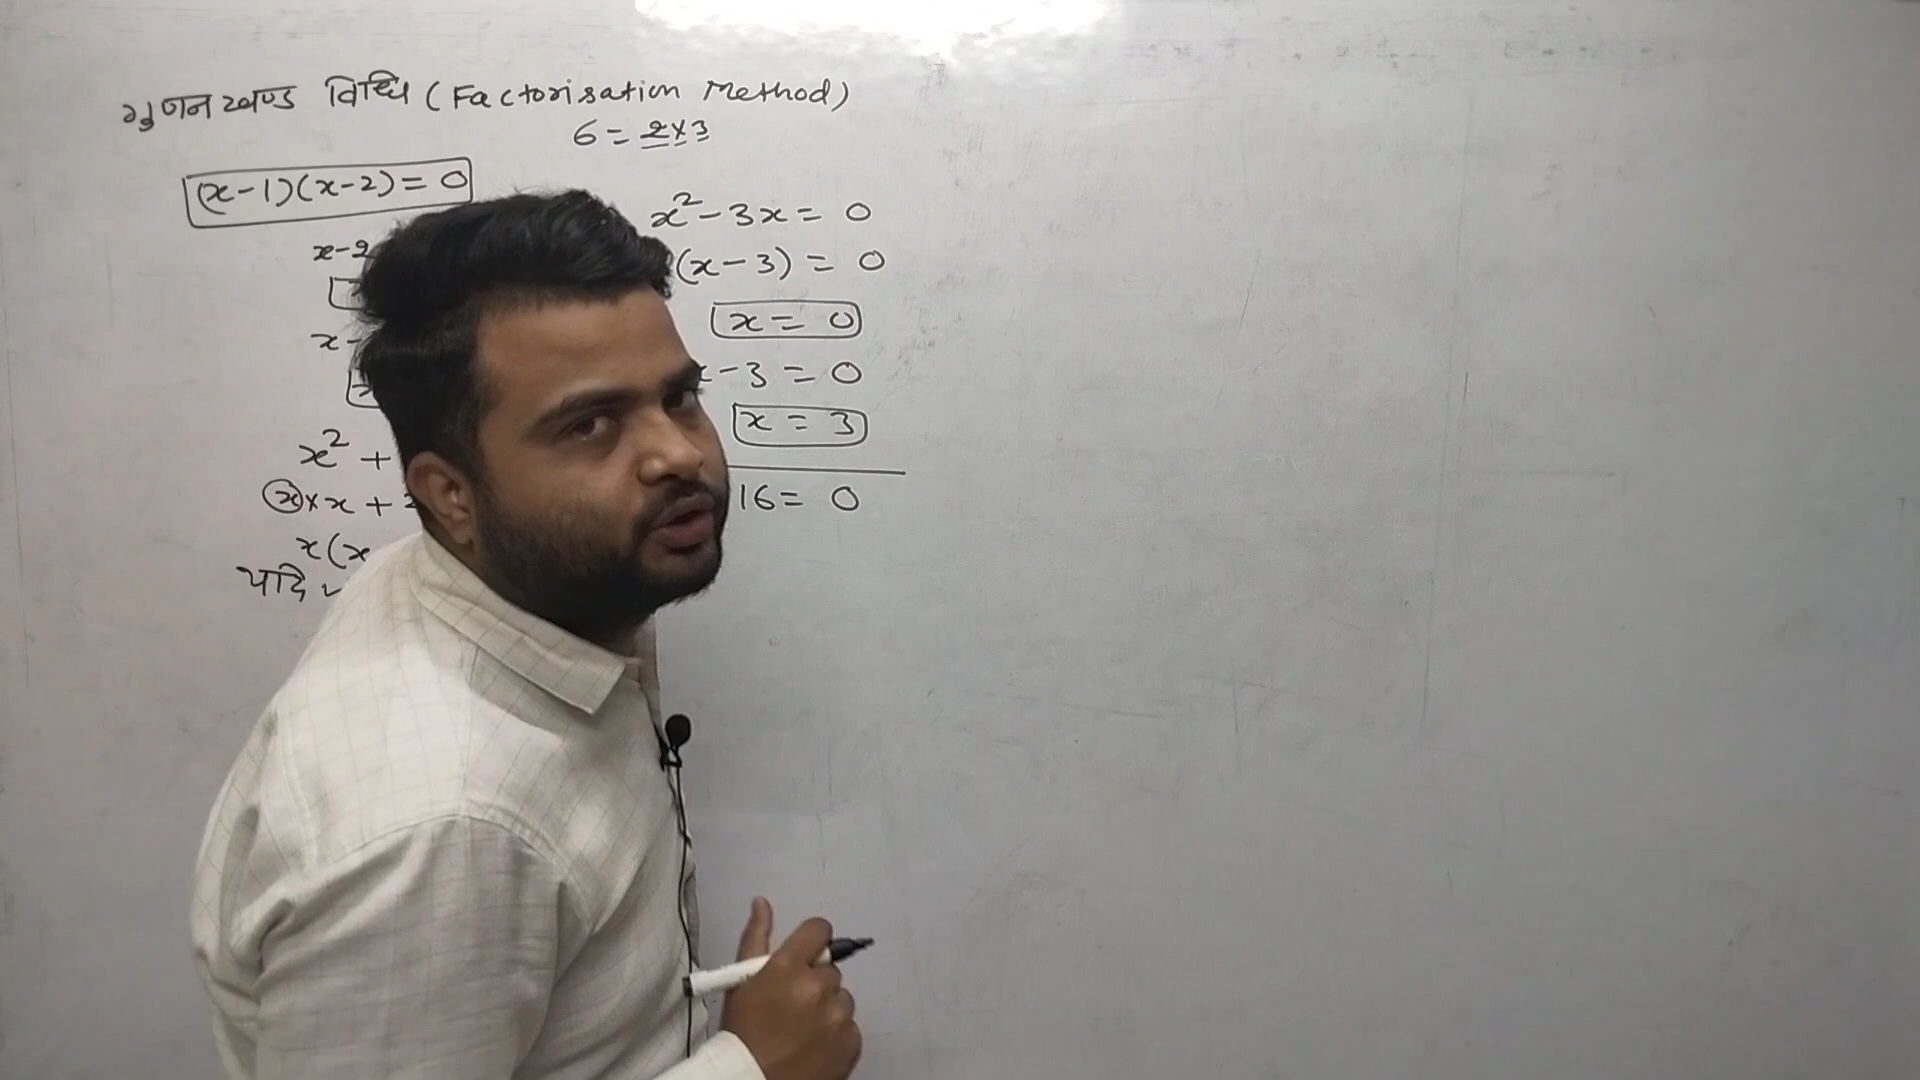 गुणनखण्ड विधि (Factorisation Method)
6 = 2×3
(x-1)(x-2) = 0
x-2
x-
x² +
x×x +
x(x
यदि
x² - 3x = 0
(x-3) = 0
x = 0
x-3 = 0
x = 3
16 = 0